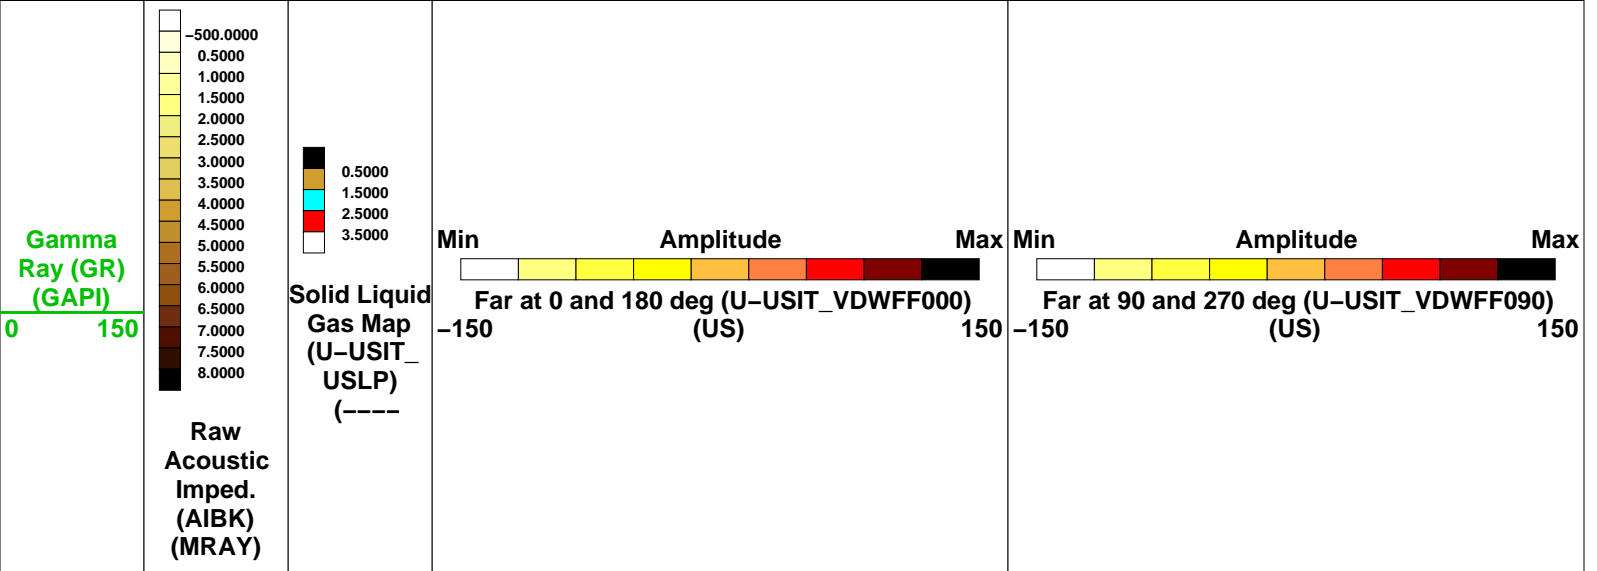 Gamma
Ray (GR)
(GAPI)
0 150
−500.0000
0.5000
1.0000
1.5000
2.0000
2.5000
3.0000
3.5000
4.0000
4.5000
5.0000
5.5000
6.0000
6.5000
7.0000
7.5000
8.0000
Raw
Acoustic
Imped.
(AIBK)
(MRAY)
0.5000
1.5000
2.5000
3.5000
Solid Liquid
Gas Map
(U−USIT_
USLP)
(−−−−
Min Amplitude Max
Far at 0 and 180 deg (U−USIT_VDWFF000)
−150 (US) 150
Min Amplitude Max
Far at 90 and 270 deg (U−USIT_VDWFF090)
−150 (US) 150